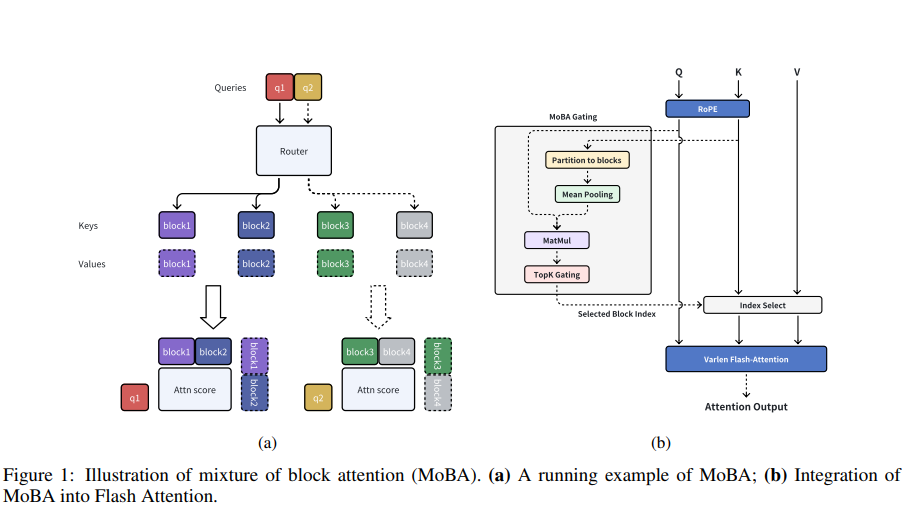 Queries
q1 q2
Router
Keys
block1 block2 block3 block4
Values
block1 block2 block3 block4
block1 block2 block1
block3 block4 block3
q1
Attn score
block2
q2
Attn score
block4
(a)
Q K V
RoPE
MoBA Gating
Partition to blocks
Mean Pooling
MatMul
TopK Gating
Selected Block Index
Index Select
Varlen Flash-Attention
Attention Output
(b)
Figure 1: Illustration of mixture of block attention (MoBA). (a) A running example of MoBA; (b) Integration of
MoBA into Flash Attention.